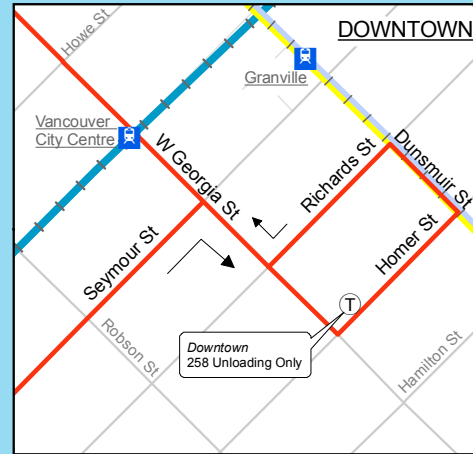 DOWNTOWN
Howe St
Granville
Vancouver
City Centre
W Georgia St
Richards St
Dunsmuir St
Seymour St
Homer St
T
Robson St
Downtown
258 Unloading Only
Hamilton St